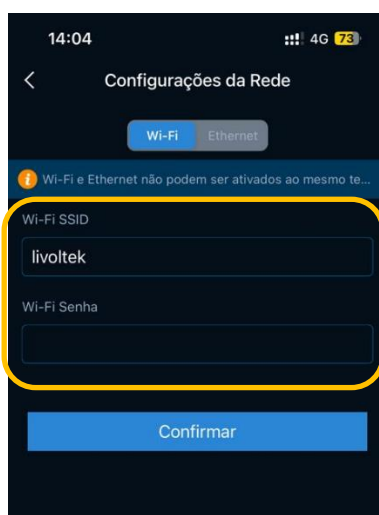 14:04
4G 73
Configurações da Rede
Wi-Fi
Ethernet
Wi-Fi e Ethernet não podem ser ativados ao mesmo te...
Wi-Fi SSID
livoltek
Wi-Fi Senha
Confirmar